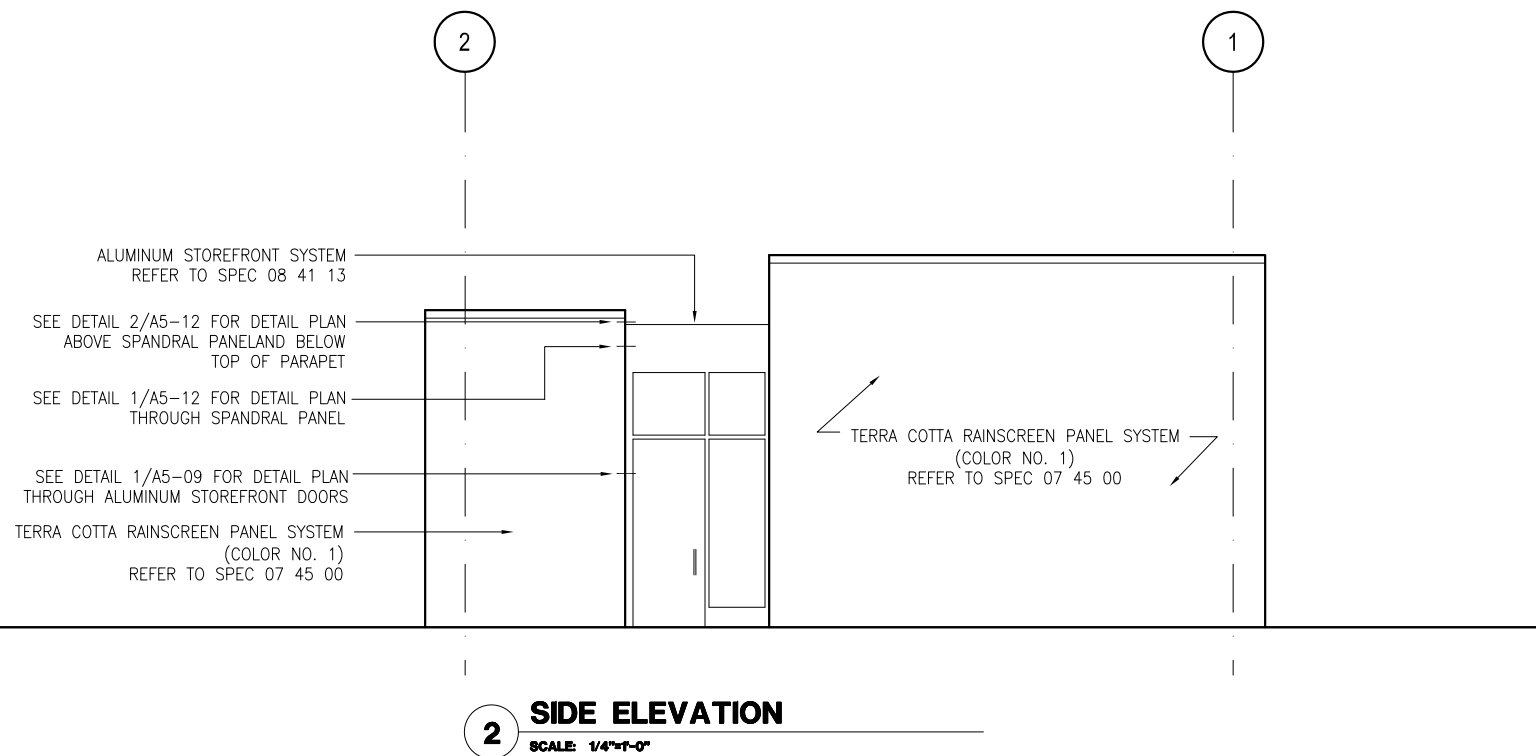 2
1
ALUMINUM STOREFRONT SYSTEM
REFER TO SPEC 08 41 13
SEE DETAIL 2/A5-12 FOR DETAIL PLAN
ABOVE SPANDRAL PANELAND BELOW
TOP OF PARAPET
SEE DETAIL 1/A5-12 FOR DETAIL PLAN
THROUGH SPANDRAL PANEL
SEE DETAIL 1/A5-09 FOR DETAIL PLAN
THROUGH ALUMINUM STOREFRONT DOORS
TERRA COTTA RAINSCREEN PANEL SYSTEM
(COLOR NO. 1)
REFER TO SPEC 07 45 00
TERRA COTTA RAINSCREEN PANEL SYSTEM
(COLOR NO. 1)
REFER TO SPEC 07 45 00
2
SIDE ELEVATION
SCALE: 1/4"=1'-0"